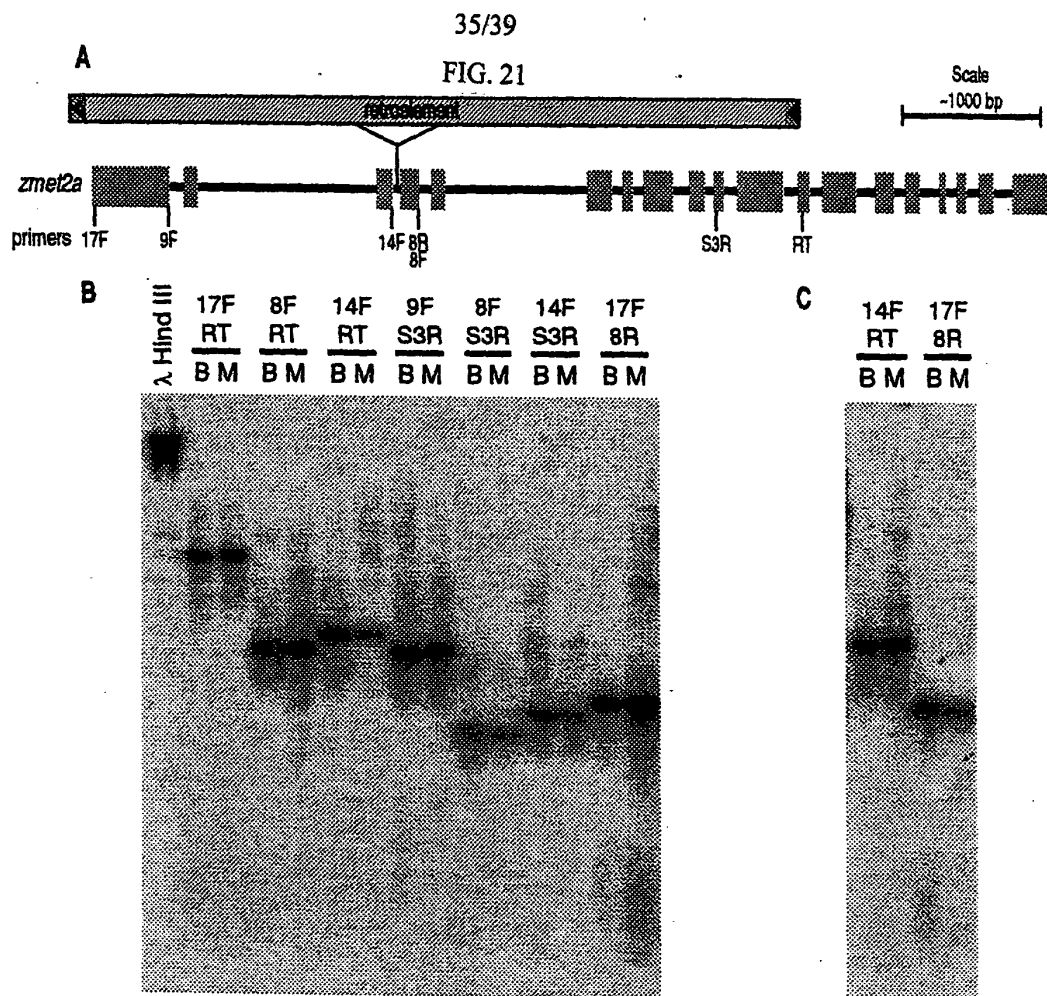 35/39
A
FIG. 21
Scale
~1000 bp
retroelement
zmet2a
primers 17F 9F 14F 8R S3R RT
8F
B
λ Hind III
17F 8F 14F 9F 8F 14F 17F
RT RT RT S3R S3R S3R 8R
B M B M B M B M B M B M B M
C
14F 17F
RT 8R
B M B M